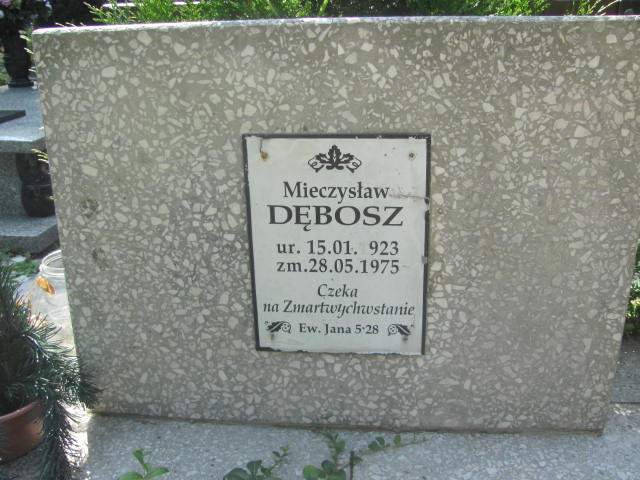 Mieczysław
DĘBOSZ
ur. 15.01. 923
zm.28.05.1975
Czeka
na Zmartwychwstanie
Ew. Jana 5-28